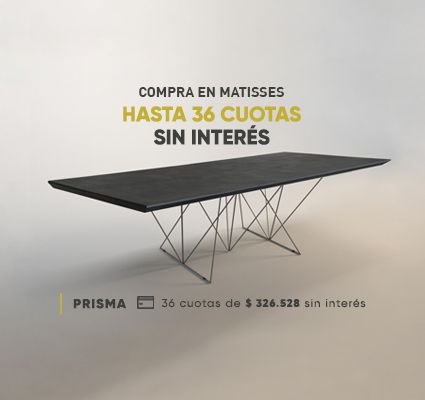 COMPRA EN MATISSES
HASTA 36 CUOTAS
SIN INTERÉS
PRISMA 36 cuotas de $ 326.528 sin interés